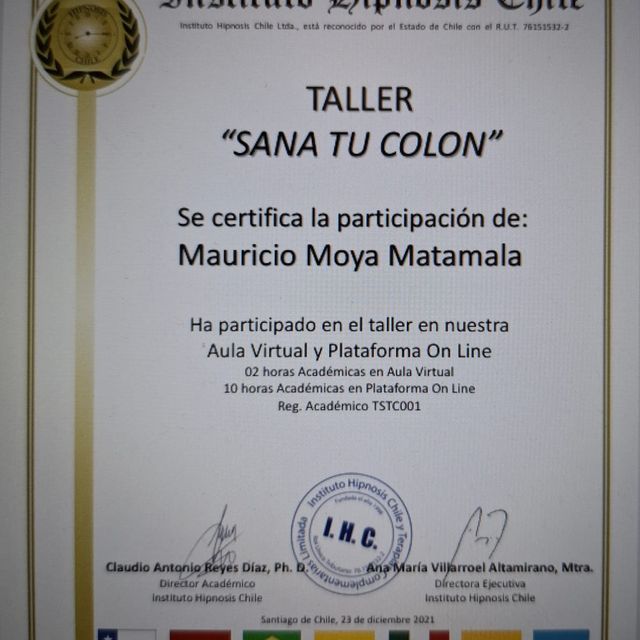 Instituto Hipnosis Chile
Instituto Hipnosis Chile Ltda., está reconocido por el Estado de Chile con el R.U.T. 76151532-2
HIPNOSIS
CHILE
TALLER
“SANA TU COLON”
Se certifica la participación de:
Mauricio Moya Matamala
Ha participado en el taller en nuestra
Aula Virtual y Plataforma On Line
02 horas Académicas en Aula Virtual
10 horas Académicas en Plataforma On Line
Reg. Académico TSTC001
Instituto Hipnosis Chile y Terapias Complementarias Limitada
I.H.C.
Claudio Antonio Reyes Díaz, Ph. D.
Director Académico
Instituto Hipnosis Chile
Ana María Villarroel Altamirano, Mtra.
Directora Ejecutiva
Instituto Hipnosis Chile
Santiago de Chile, 23 de diciembre 2021